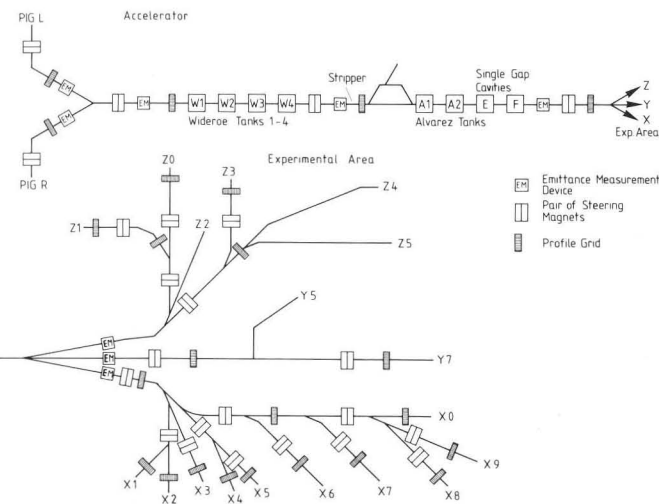 PIG L
Accelerator
EM
EM
Stripper
Single Gap
Cavities
EM
W1
W2
W3
W4
EM
A1
A2
E
F
EM
Z
Y
X
Wideroe Tanks 1-4
Alvarez Tanks
Exp. Area
PIG R
Experimental Area
Z0
Z3
Z4
EM
Emittance Measurement
Device
Pair of Steering
Magnets
Profile Grid
Z1
Z2
Z5
Y5
EM
EM
EM
Y7
X0
X9
X1
X2
X3
X4
X5
X6
X7
X8